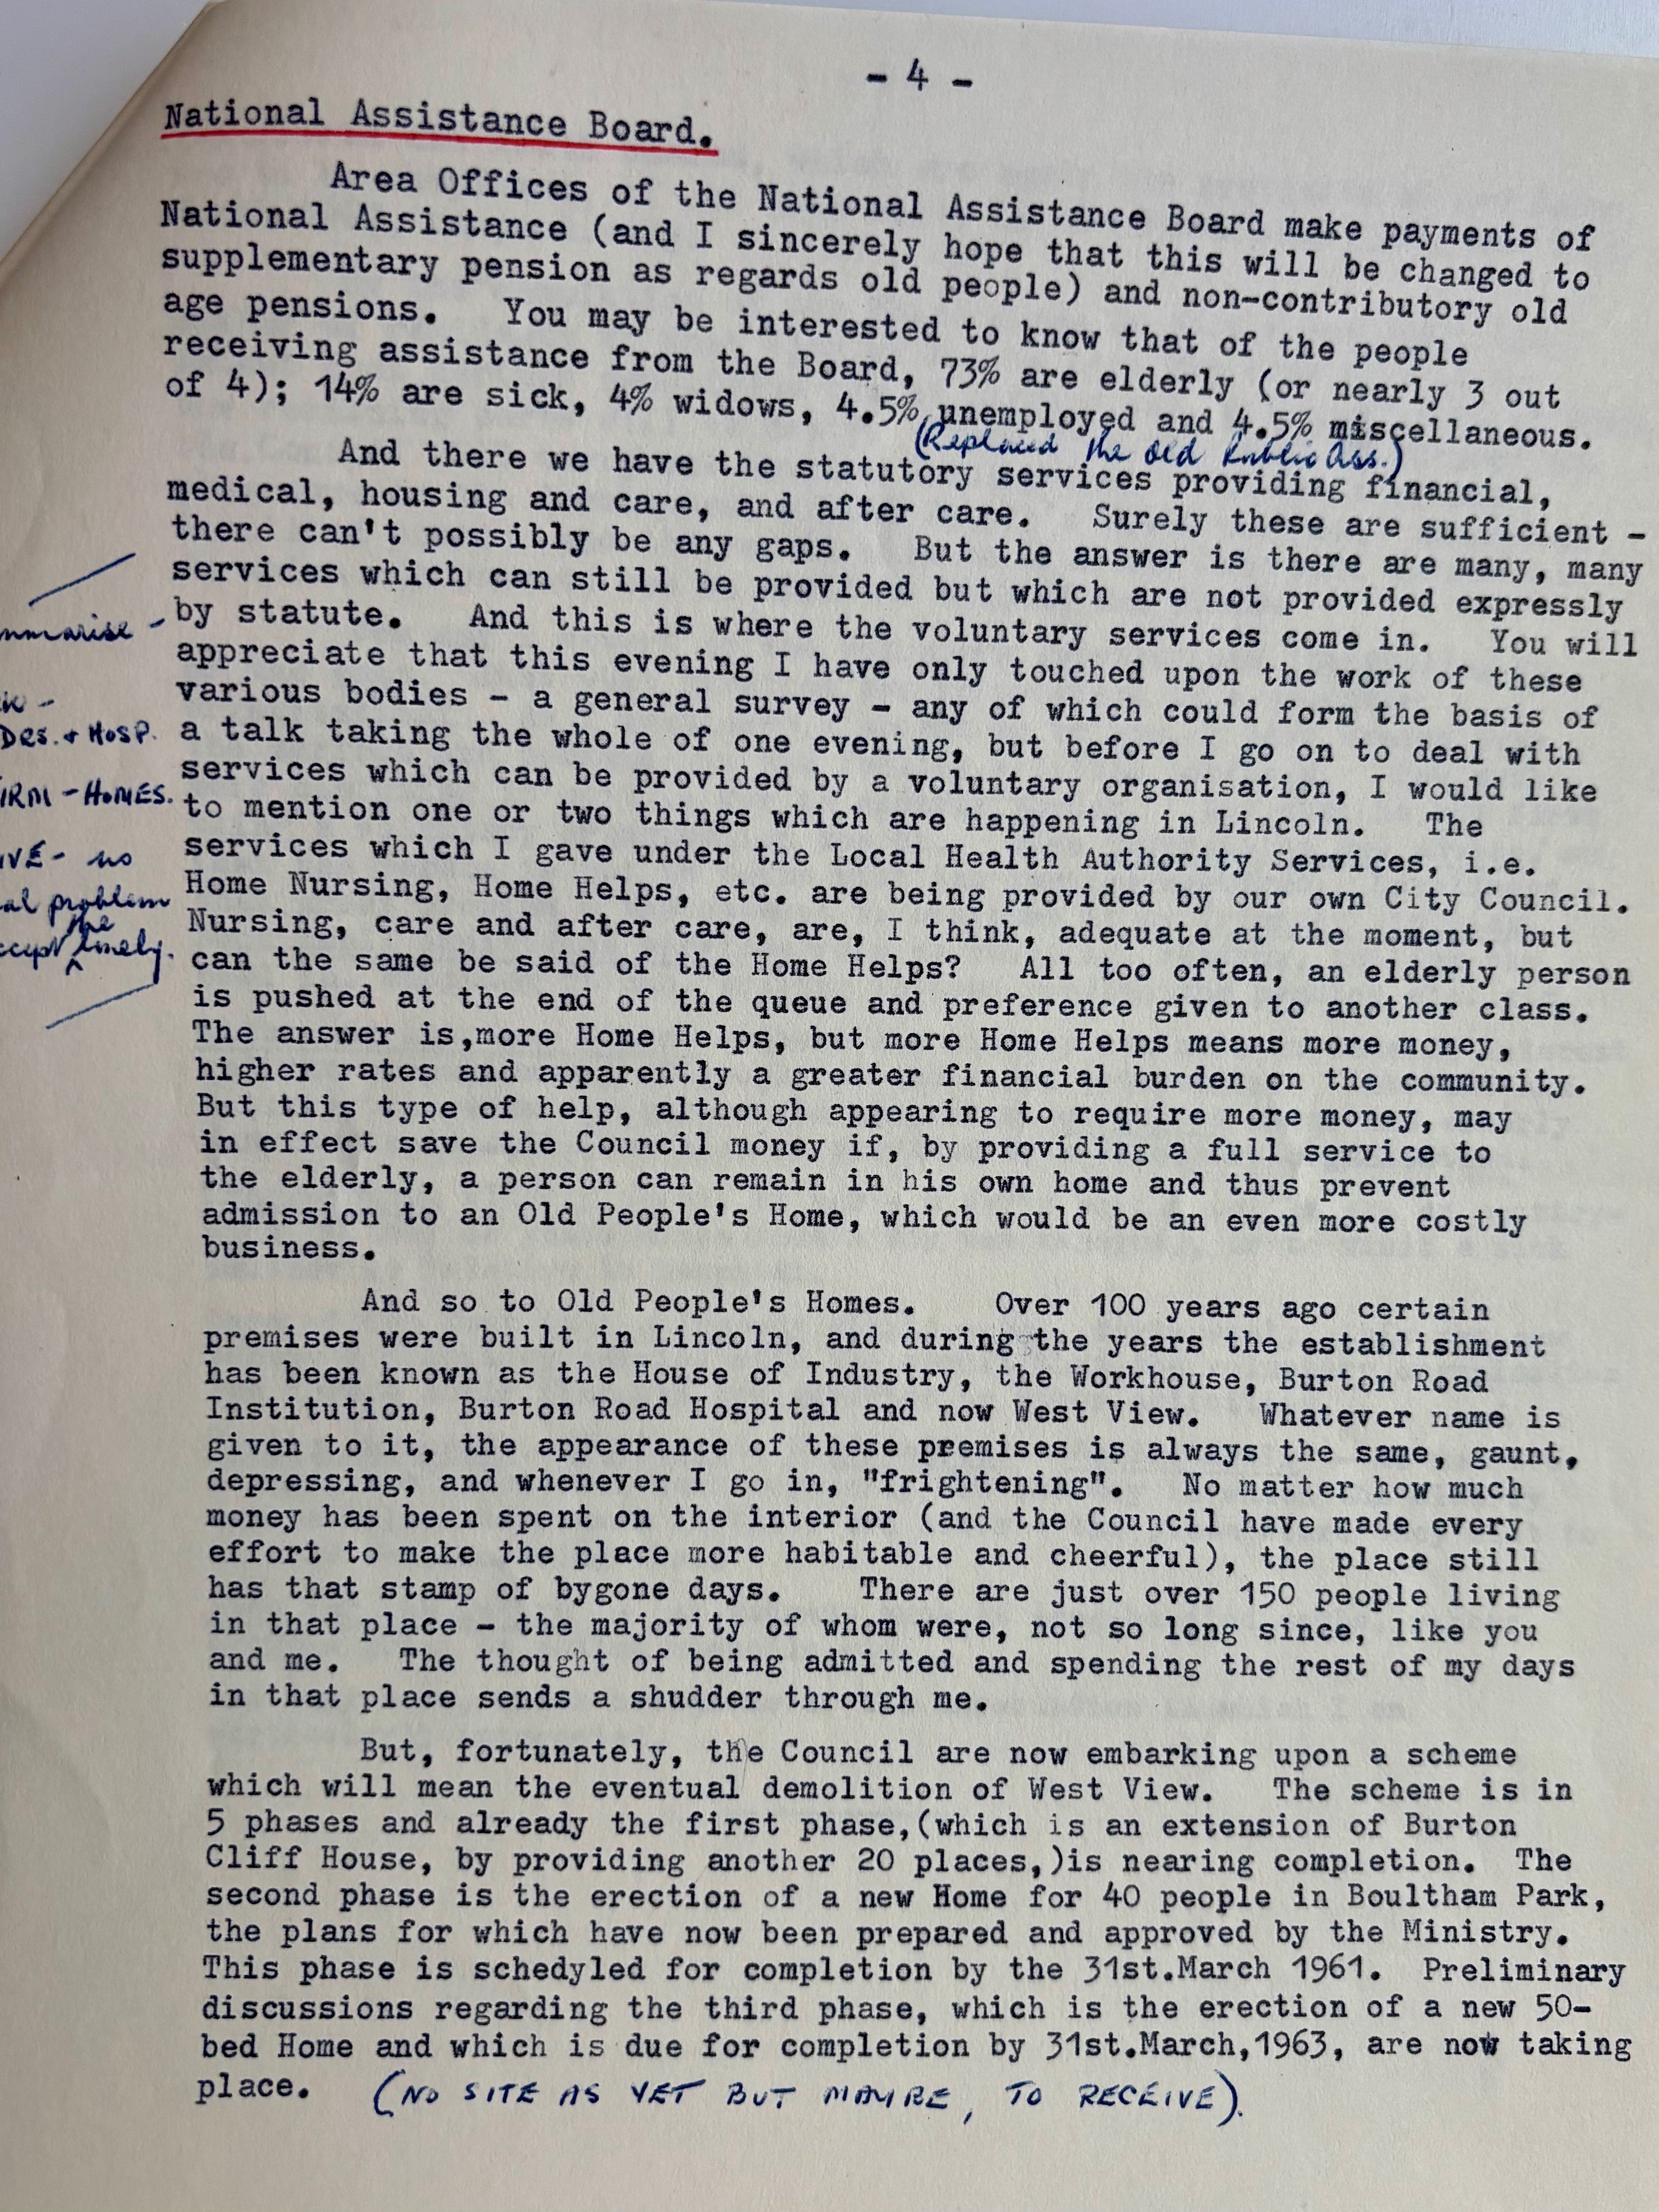 - 4 -
National Assistance Board.
Area Offices of the National Assistance Board make payments of
National Assistance (and I sincerely hope that this will be changed to
supplementary pension as regards old people) and non-contributory old
age pensions. You may be interested to know that of the people
receiving assistance from the Board, 73% are elderly (or nearly 3 out
of 4); 14% are sick, 4% widows, 4.5% unemployed and 4.5% miscellaneous.
(Replaced the old Public Ass.)
And there we have the statutory services providing financial,
medical, housing and care, and after care. Surely these are sufficient -
there can't possibly be any gaps. But the answer is there are many, many
services which can still be provided but which are not provided expressly
by statute. And this is where the voluntary services come in. You will
appreciate that this evening I have only touched upon the work of these
various bodies - a general survey - any of which could form the basis of
a talk taking the whole of one evening, but before I go on to deal with
services which can be provided by a voluntary organisation, I would like
to mention one or two things which are happening in Lincoln. The
services which I gave under the Local Health Authority Services, i.e.
Home Nursing, Home Helps, etc. are being provided by our own City Council.
Nursing, care and after care, are, I think, adequate at the moment, but
can the same be said of the Home Helps? All too often, an elderly person
is pushed at the end of the queue and preference given to another class.
The answer is,more Home Helps, but more Home Helps means more money,
higher rates and apparently a greater financial burden on the community.
But this type of help, although appearing to require more money, may
in effect save the Council money if, by providing a full service to
the elderly, a person can remain in his own home and thus prevent
admission to an Old People's Home, which would be an even more costly
business.
mmarise -
Drs. + Hosp.
IRM - HOMES.
IVE - no
al problem
ccept the lonely.
And so to Old People's Homes. Over 100 years ago certain
premises were built in Lincoln, and during the years the establishment
has been known as the House of Industry, the Workhouse, Burton Road
Institution, Burton Road Hospital and now West View. Whatever name is
given to it, the appearance of these premises is always the same, gaunt,
depressing, and whenever I go in, "frightening". No matter how much
money has been spent on the interior (and the Council have made every
effort to make the place more habitable and cheerful), the place still
has that stamp of bygone days. There are just over 150 people living
in that place - the majority of whom were, not so long since, like you
and me. The thought of being admitted and spending the rest of my days
in that place sends a shudder through me.
But, fortunately, the Council are now embarking upon a scheme
which will mean the eventual demolition of West View. The scheme is in
5 phases and already the first phase,(which is an extension of Burton
Cliff House, by providing another 20 places,)is nearing completion. The
second phase is the erection of a new Home for 40 people in Boultham Park,
the plans for which have now been prepared and approved by the Ministry.
This phase is schedyled for completion by the 31st.March 1961. Preliminary
discussions regarding the third phase, which is the erection of a new 50-
bed Home and which is due for completion by 31st.March,1963, are now taking
place. (NO SITE AS YET BUT MAYBE, TO RECEIVE).